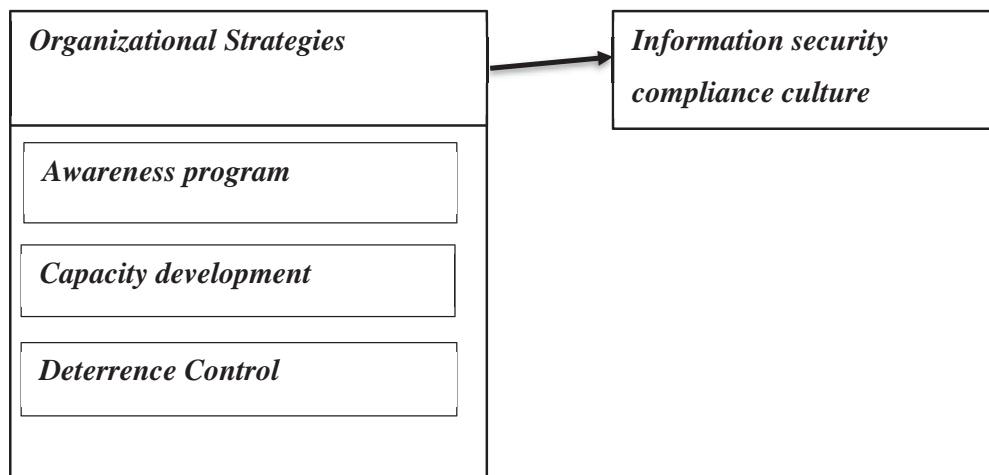 Organizational Strategies
Information security
compliance culture
Awareness program
Capacity development
Deterrence Control